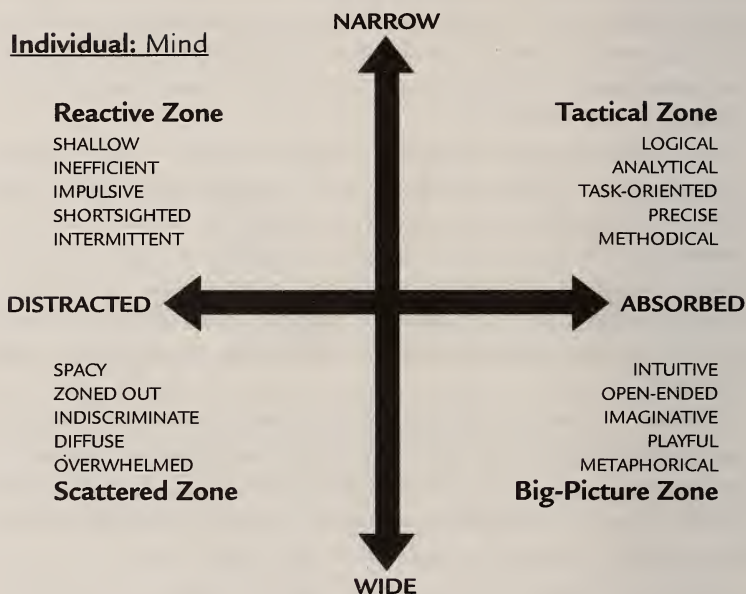 NARROW
Individual: Mind
Reactive Zone
SHALLOW
INEFFICIENT
IMPULSIVE
SHORTSIGHTED
INTERMITTENT
Tactical Zone
LOGICAL
ANALYTICAL
TASK-ORIENTED
PRECISE
METHODICAL
DISTRACTED
ABSORBED
SPACY
ZONED OUT
INDISCRIMINATE
DIFFUSE
OVERWHELMED
Scattered Zone
INTUITIVE
OPEN-ENDED
IMAGINATIVE
PLAYFUL
METAPHORICAL
Big-Picture Zone
WIDE